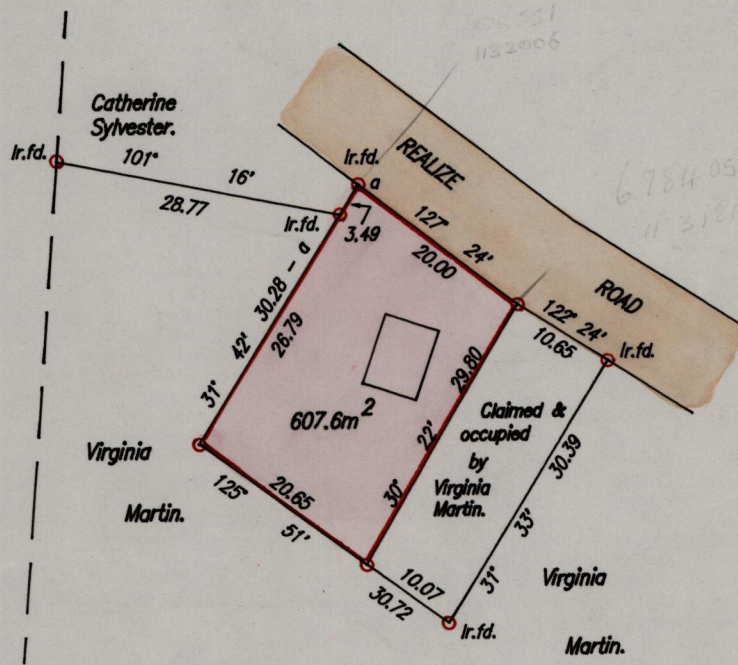 1132006
Catherine
Sylvester.
Ir.fd.
101° 16'
28.77
Ir.fd.
a
REALIZE
ROAD
Ir.fd.
3.49
127° 24'
20.00
122° 24'
10.65
Ir.fd.
31° 42' 30.28 - a
26.79
607.6m²
30° 22' 29.80
Claimed &
occupied
by
Virginia
Martin.
31° 33' 30.39
Virginia
Martin.
125° 51'
20.65
10.07
30.72
Ir.fd.
Virginia
Martin.